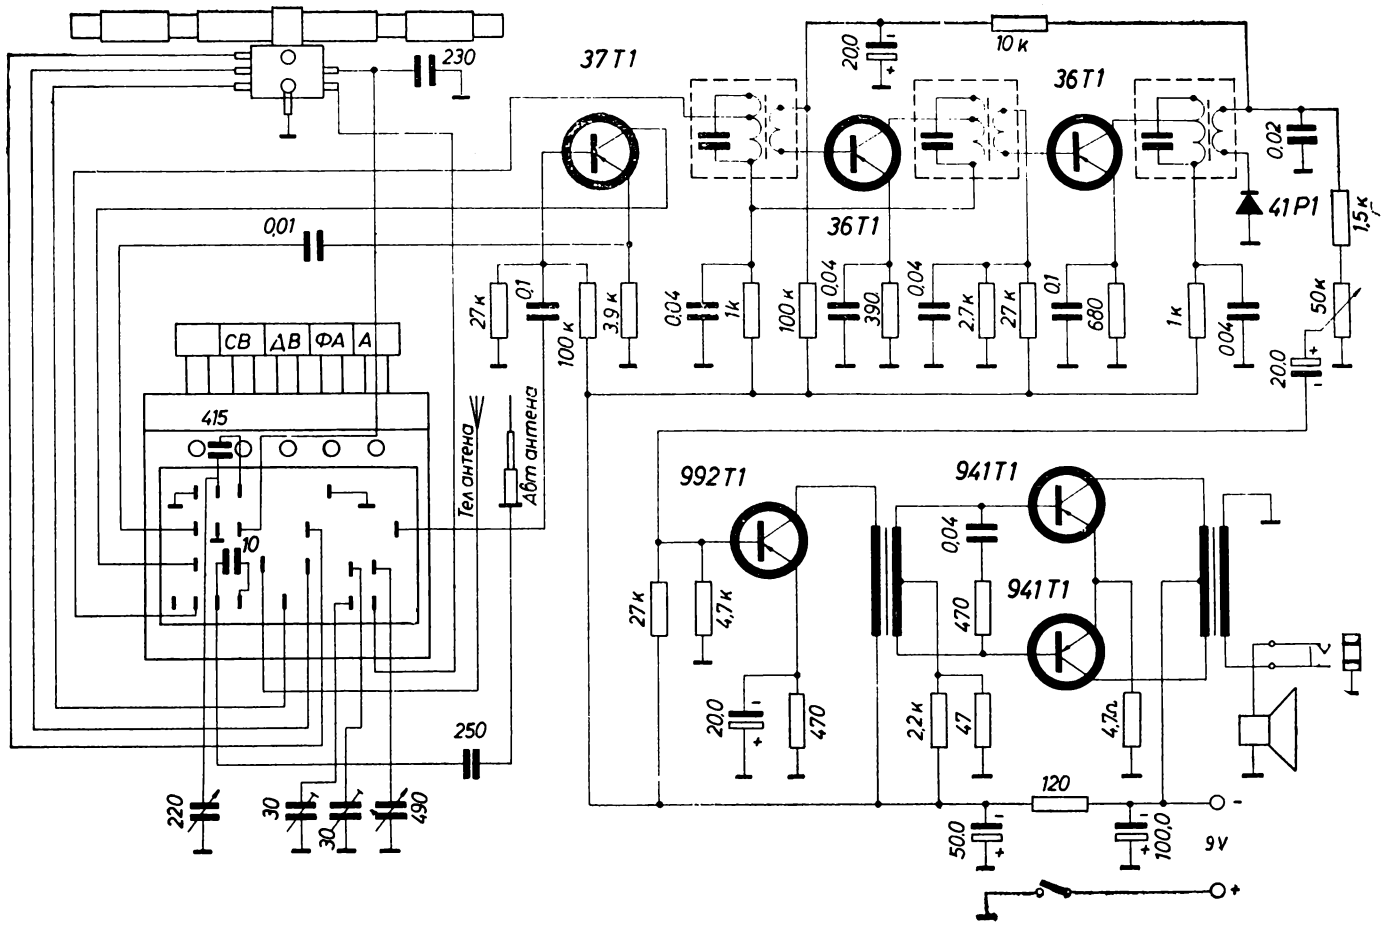 230
37T1
20,0
-
+
10к
36T1
0,02
41P1
1,5к
36T1
0,01
27к
0,1
100к
3,9к
0,04
1к
100к
0,04
390
0,04
2,7к
27к
0,1
680
1к
0,04
50к
20,0
+
-
СВ
ДВ
ФА
А
415
10
Тел антена
Авт антена
992T1
941T1
0,04
470
941T1
27к
4,7к
20,0
-
+
470
2,2к
47
4,7Ω
250
220
30
30
490
120
50,0
-
+
100,0
-
+
-
9V
+